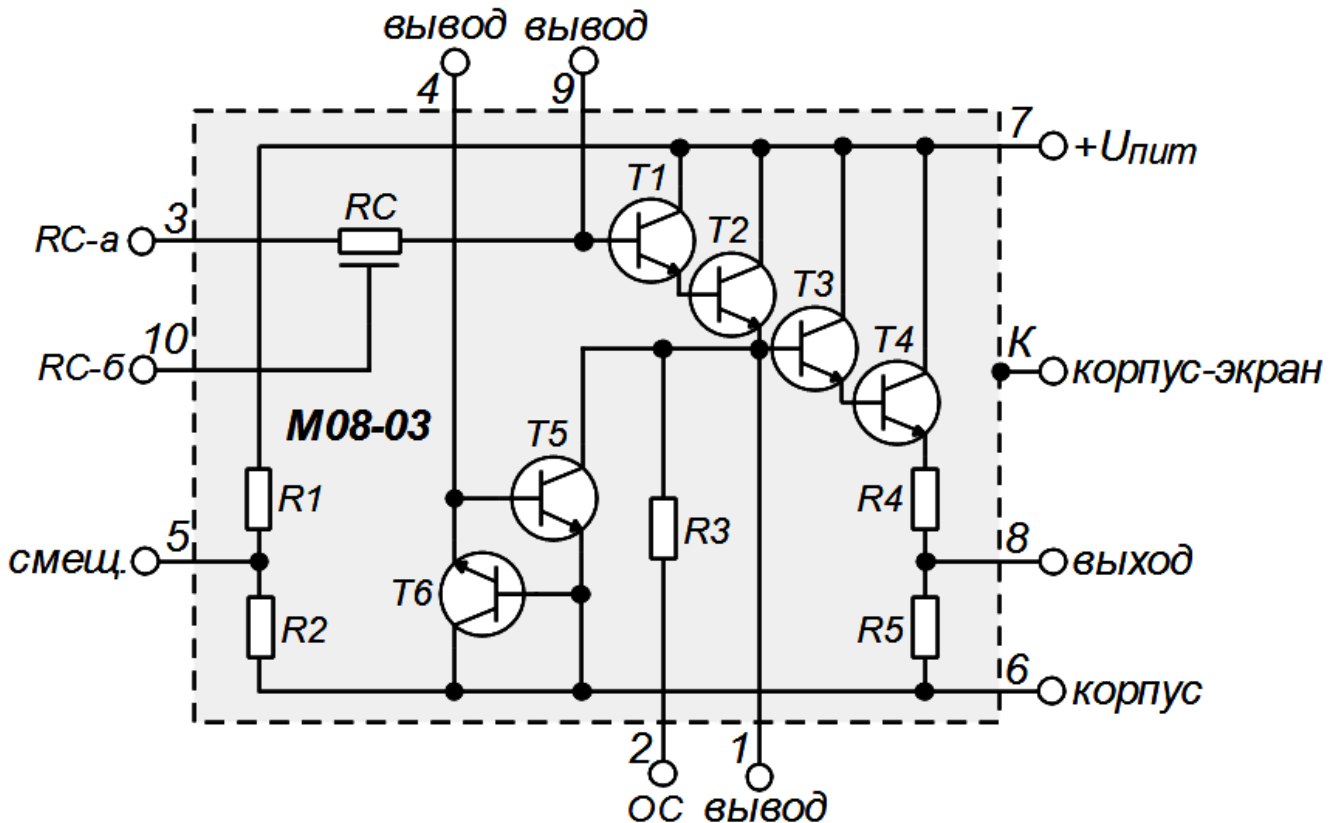 вывод вывод
4 9
7
+Uпит
T1
3 RC
RC-а
T2
T3
10
RC-б
T4
К
корпус-экран
М08-03
T5
R1 R3 R4
5 8
смещ. выход
T6
R2 R5
6
корпус
2 1
ОС вывод